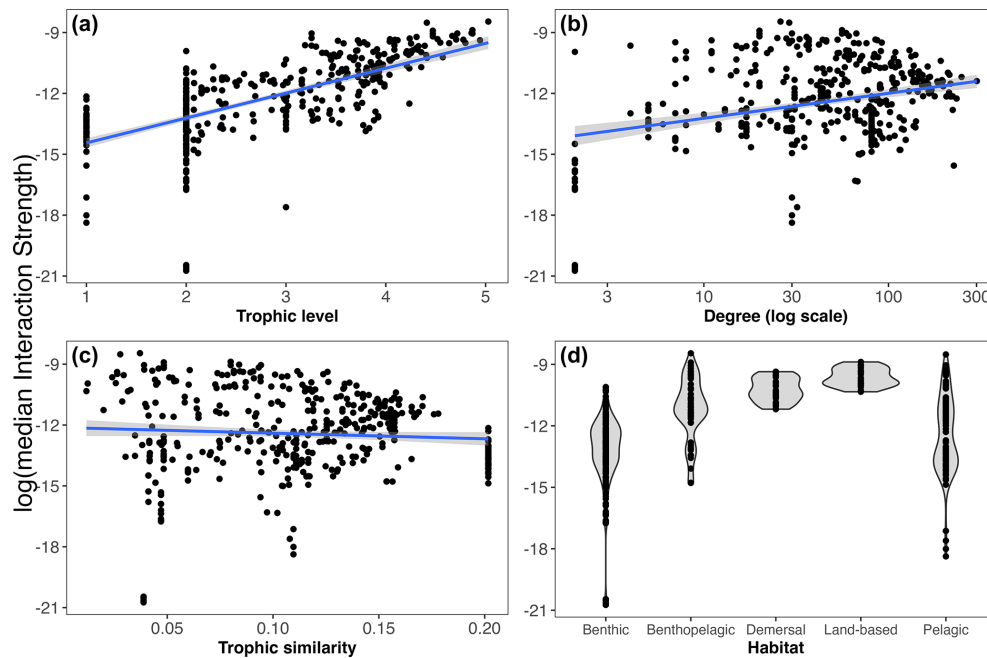 log(median Interaction Strength)
(a)
-9
-12
-15
-18
-21
1 2 3 4 5
Trophic level
(b)
-9
-12
-15
-18
-21
3 10 30 100 300
Degree (log scale)
(c)
-9
-12
-15
-18
-21
0.05 0.10 0.15 0.20
Trophic similarity
(d)
-9
-12
-15
-18
-21
Benthic Benthopelagic Demersal Land-based Pelagic
Habitat